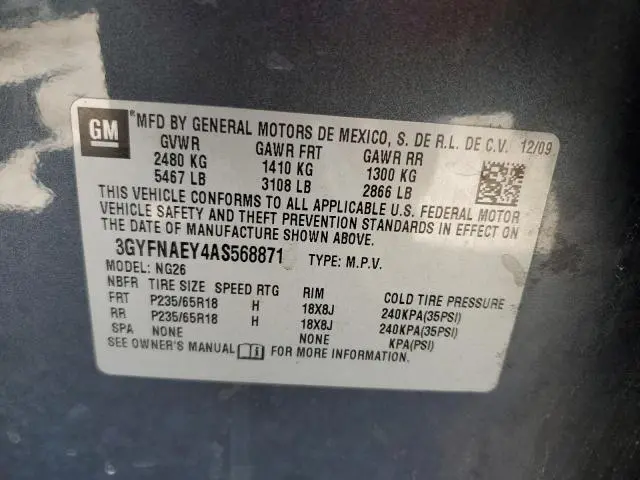 GM ®MFD BY GENERAL MOTORS DE MEXICO, S. DE R.L. DE C.V. 12/09
GVWR GAWR FRT GAWR RR
2480 KG 1410 KG 1300 KG
5467 LB 3108 LB 2866 LB
THIS VEHICLE CONFORMS TO ALL APPLICABLE U.S. FEDERAL MOTOR
VEHICLE SAFETY AND THEFT PREVENTION STANDARDS IN EFFECT ON
THE DATE OF MANUFACTURE SHOWN ABOVE.
3GYFNAEY4AS568871 TYPE: M.P.V.
MODEL: NG26
NBFR TIRE SIZE SPEED RTG RIM COLD TIRE PRESSURE
FRT P235/65R18 H 18X8J 240KPA(35PSI)
RR P235/65R18 H 18X8J 240KPA(35PSI)
SPA NONE NONE KPA(PSI)
SEE OWNER'S MANUAL FOR MORE INFORMATION.